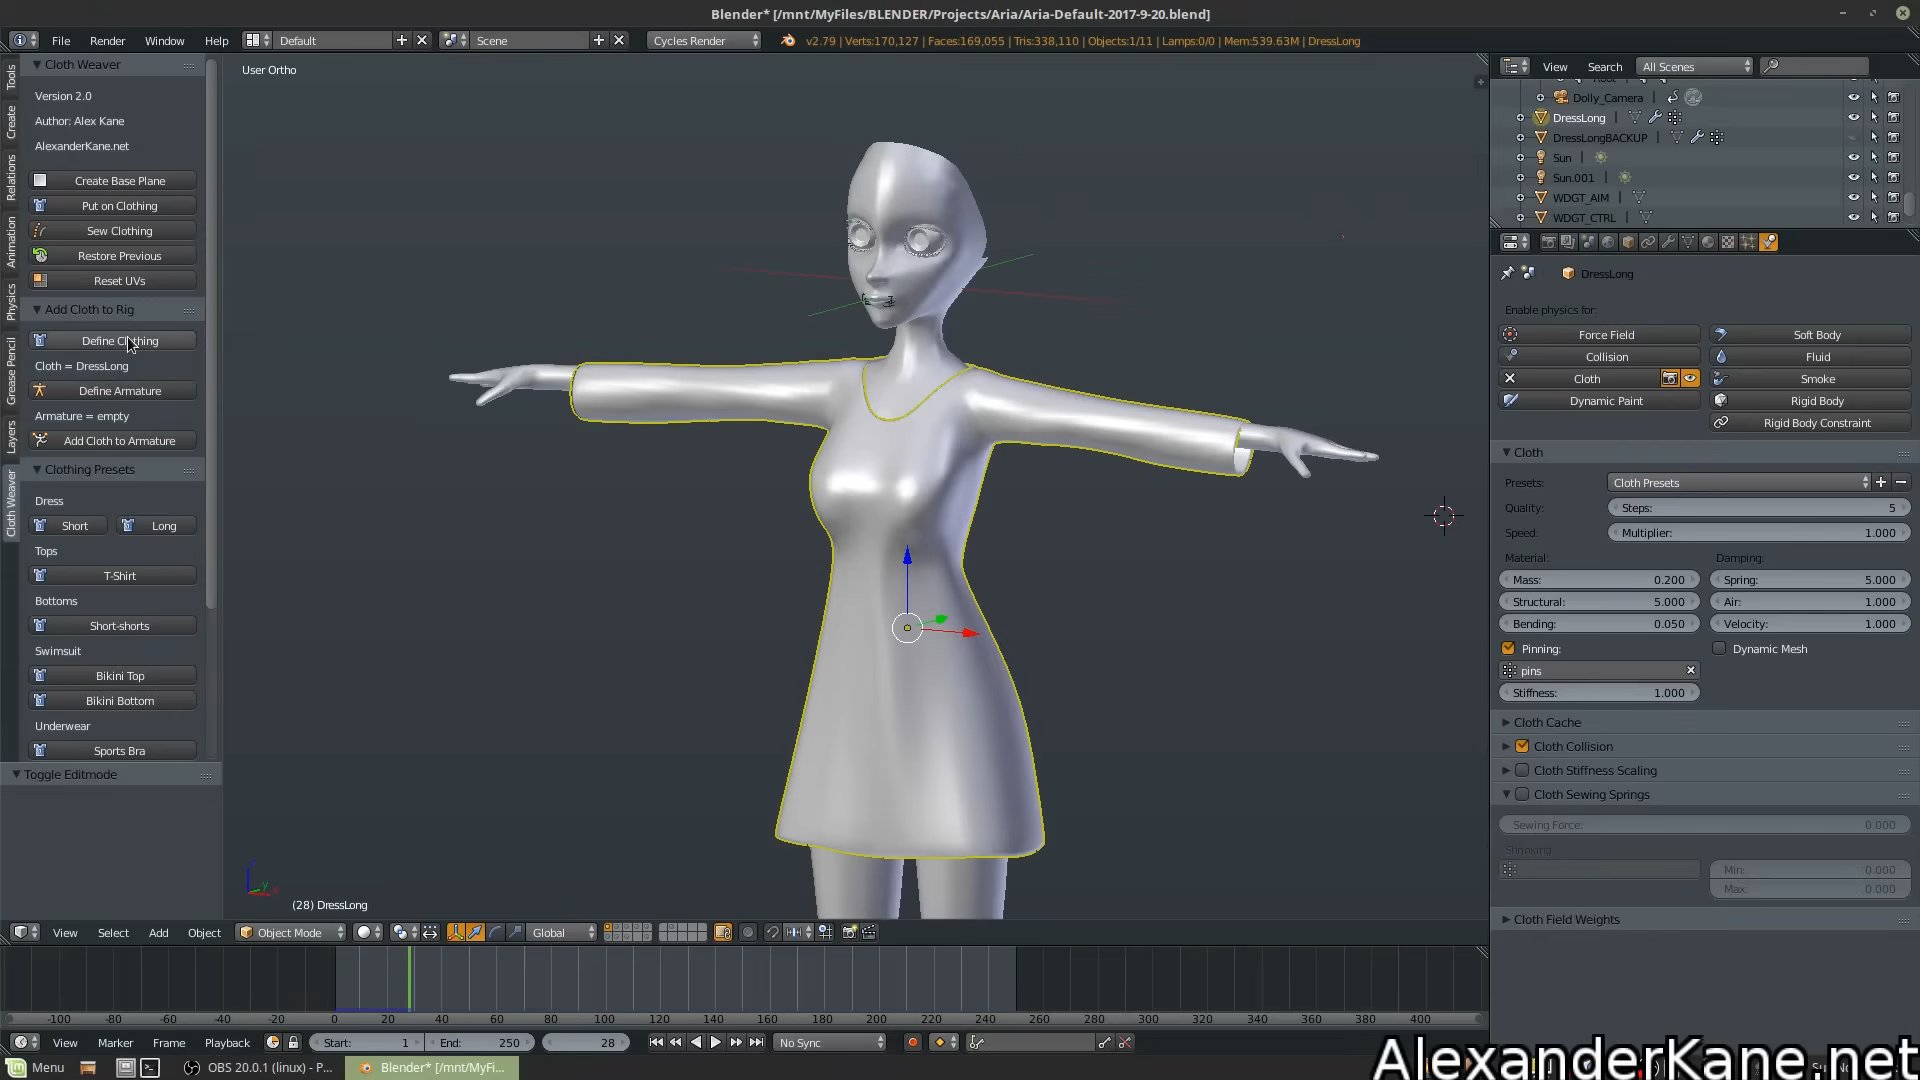 Blender* [/mnt/MyFiles/BLENDER/Projects/Aria/Aria-Default-2017-9-20.blend]
File Render Window Help Default Scene Cycles Render v2.79 | Verts:170,127 | Faces:169,055 | Tris:338,110 | Objects:1/11 | Lamps:0/0 | Mem:539.63M | DressLong
Tools
Create
Relations
Animation
Physics
Grease Pencil
Layers
Cloth Weaver
Cloth Weaver
Version 2.0
Author: Alex Kane
AlexanderKane.net
Create Base Plane
Put on Clothing
Sew Clothing
Restore Previous
Reset UVs
Add Cloth to Rig
Define Clothing
Cloth = DressLong
Define Armature
Armature = empty
Add Cloth to Armature
Clothing Presets
Dress
Short Long
Tops
T-Shirt
Bottoms
Short-shorts
Swimsuit
Bikini Top
Bikini Bottom
Underwear
Sports Bra
Toggle Editmode
User Ortho
(28) DressLong
View Select Add Object Object Mode Global
View Search All Scenes
Dolly_Camera
DressLong
DressLongBACKUP
Sun
Sun.001
WDGT_AIM
WDGT_CTRL
DressLong
Enable physics for:
Force Field Soft Body
Collision Fluid
Cloth Smoke
Dynamic Paint Rigid Body
Rigid Body Constraint
Cloth
Presets: Cloth Presets
Quality: Steps: 5
Speed: Multiplier: 1.000
Material: Damping:
Mass: 0.200 Spring: 5.000
Structural: 5.000 Air: 1.000
Bending: 0.050 Velocity: 1.000
Pinning: Dynamic Mesh
pins
Stiffness: 1.000
Cloth Cache
Cloth Collision
Cloth Stiffness Scaling
Cloth Sewing Springs
Sewing Force: 0.000
Shrinking
Min: 0.000
Max: 0.000
Cloth Field Weights
-100 -80 -60 -40 -20 0 20 40 60 80 100 120 140 160 180 200 220 240 260 280 300 320 340 360 380 400
View Marker Frame Playback Start: 1 End: 250 28 No Sync
Menu OBS 20.0.1 (linux) - P... Blender* [/mnt/MyFi...
AlexanderKane.net